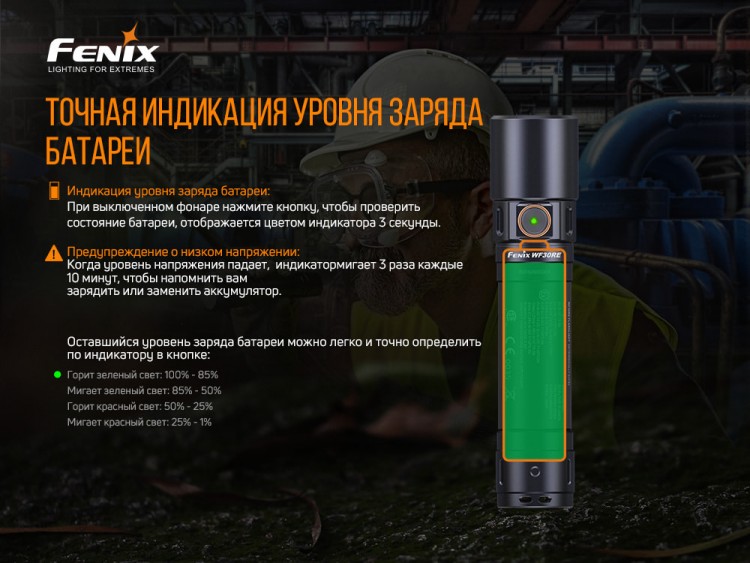 FENIX
LIGHTING FOR EXTREMES
ТОЧНАЯ ИНДИКАЦИЯ УРОВНЯ ЗАРЯДА
БАТАРЕИ
Индикация уровня заряда батареи:
При выключенном фонаре нажмите кнопку, чтобы проверить
состояние батареи, отображается цветом индикатора 3 секунды.
Предупреждение о низком напряжении:
Когда уровень напряжения падает, индикатормигает 3 раза каждые
10 минут, чтобы напомнить вам
зарядить или заменить аккумулятор.
Оставшийся уровень заряда батареи можно легко и точно определить
по индикатору в кнопке:
Горит зеленый свет: 100% - 85%
Мигает зеленый свет: 85% - 50%
Горит красный свет: 50% - 25%
Мигает красный свет: 25% - 1%
FENIX WF30RE